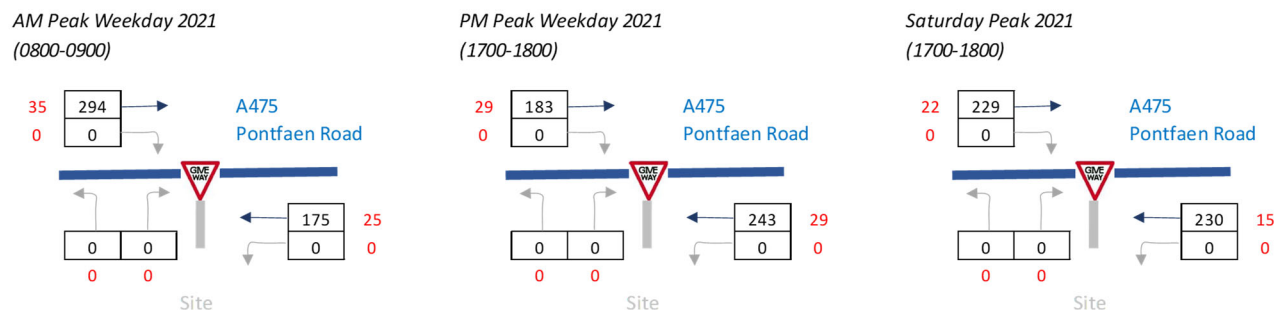 AM Peak Weekday 2021
(0800-0900)
35 294 A475
0 0 Pontfaen Road
GIVE
WAY
175 25
0 0 0 0
0 0
Site
PM Peak Weekday 2021
(1700-1800)
29 183 A475
0 0 Pontfaen Road
GIVE
WAY
243 29
0 0 0 0
0 0
Site
Saturday Peak 2021
(1700-1800)
22 229 A475
0 0 Pontfaen Road
GIVE
WAY
230 15
0 0 0 0
0 0
Site